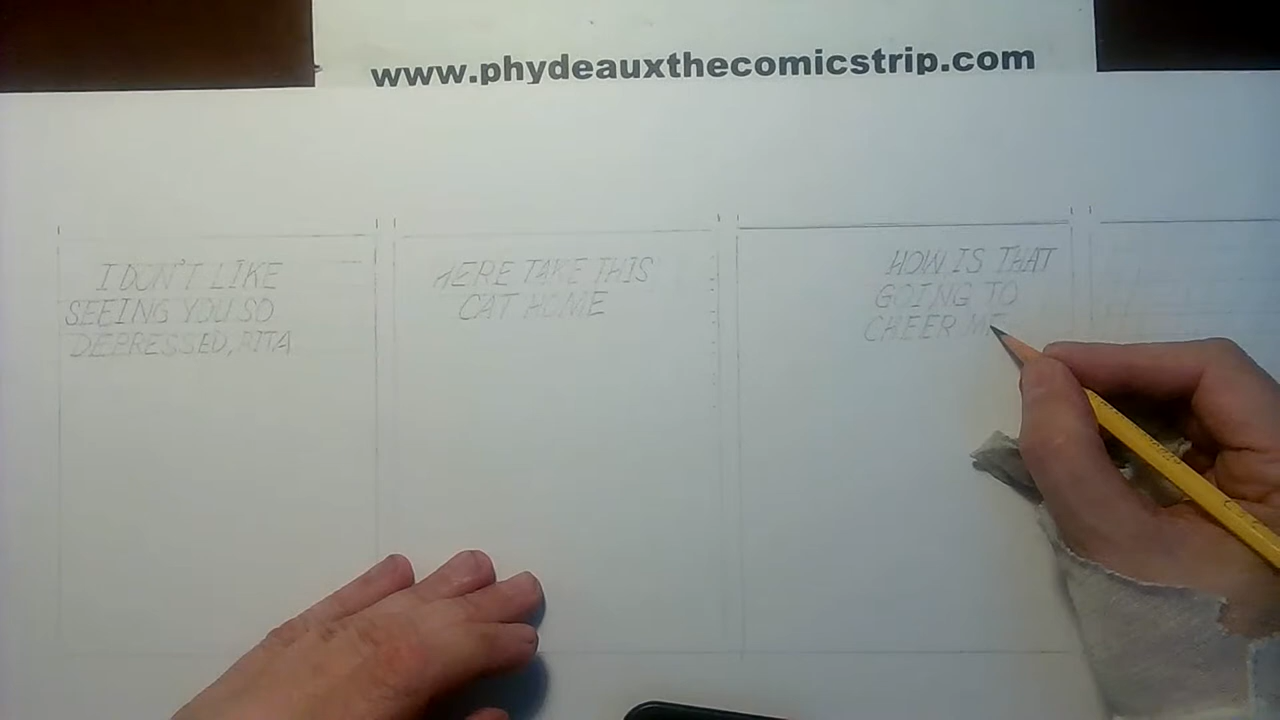 www.phydeauxthecomicstrip.com
I DON'T LIKE
SEEING YOU SO
DEPRESSED, RITA
HERE TAKE THIS
CAT HOME
HOW IS THAT
GOING TO
CHEER ME